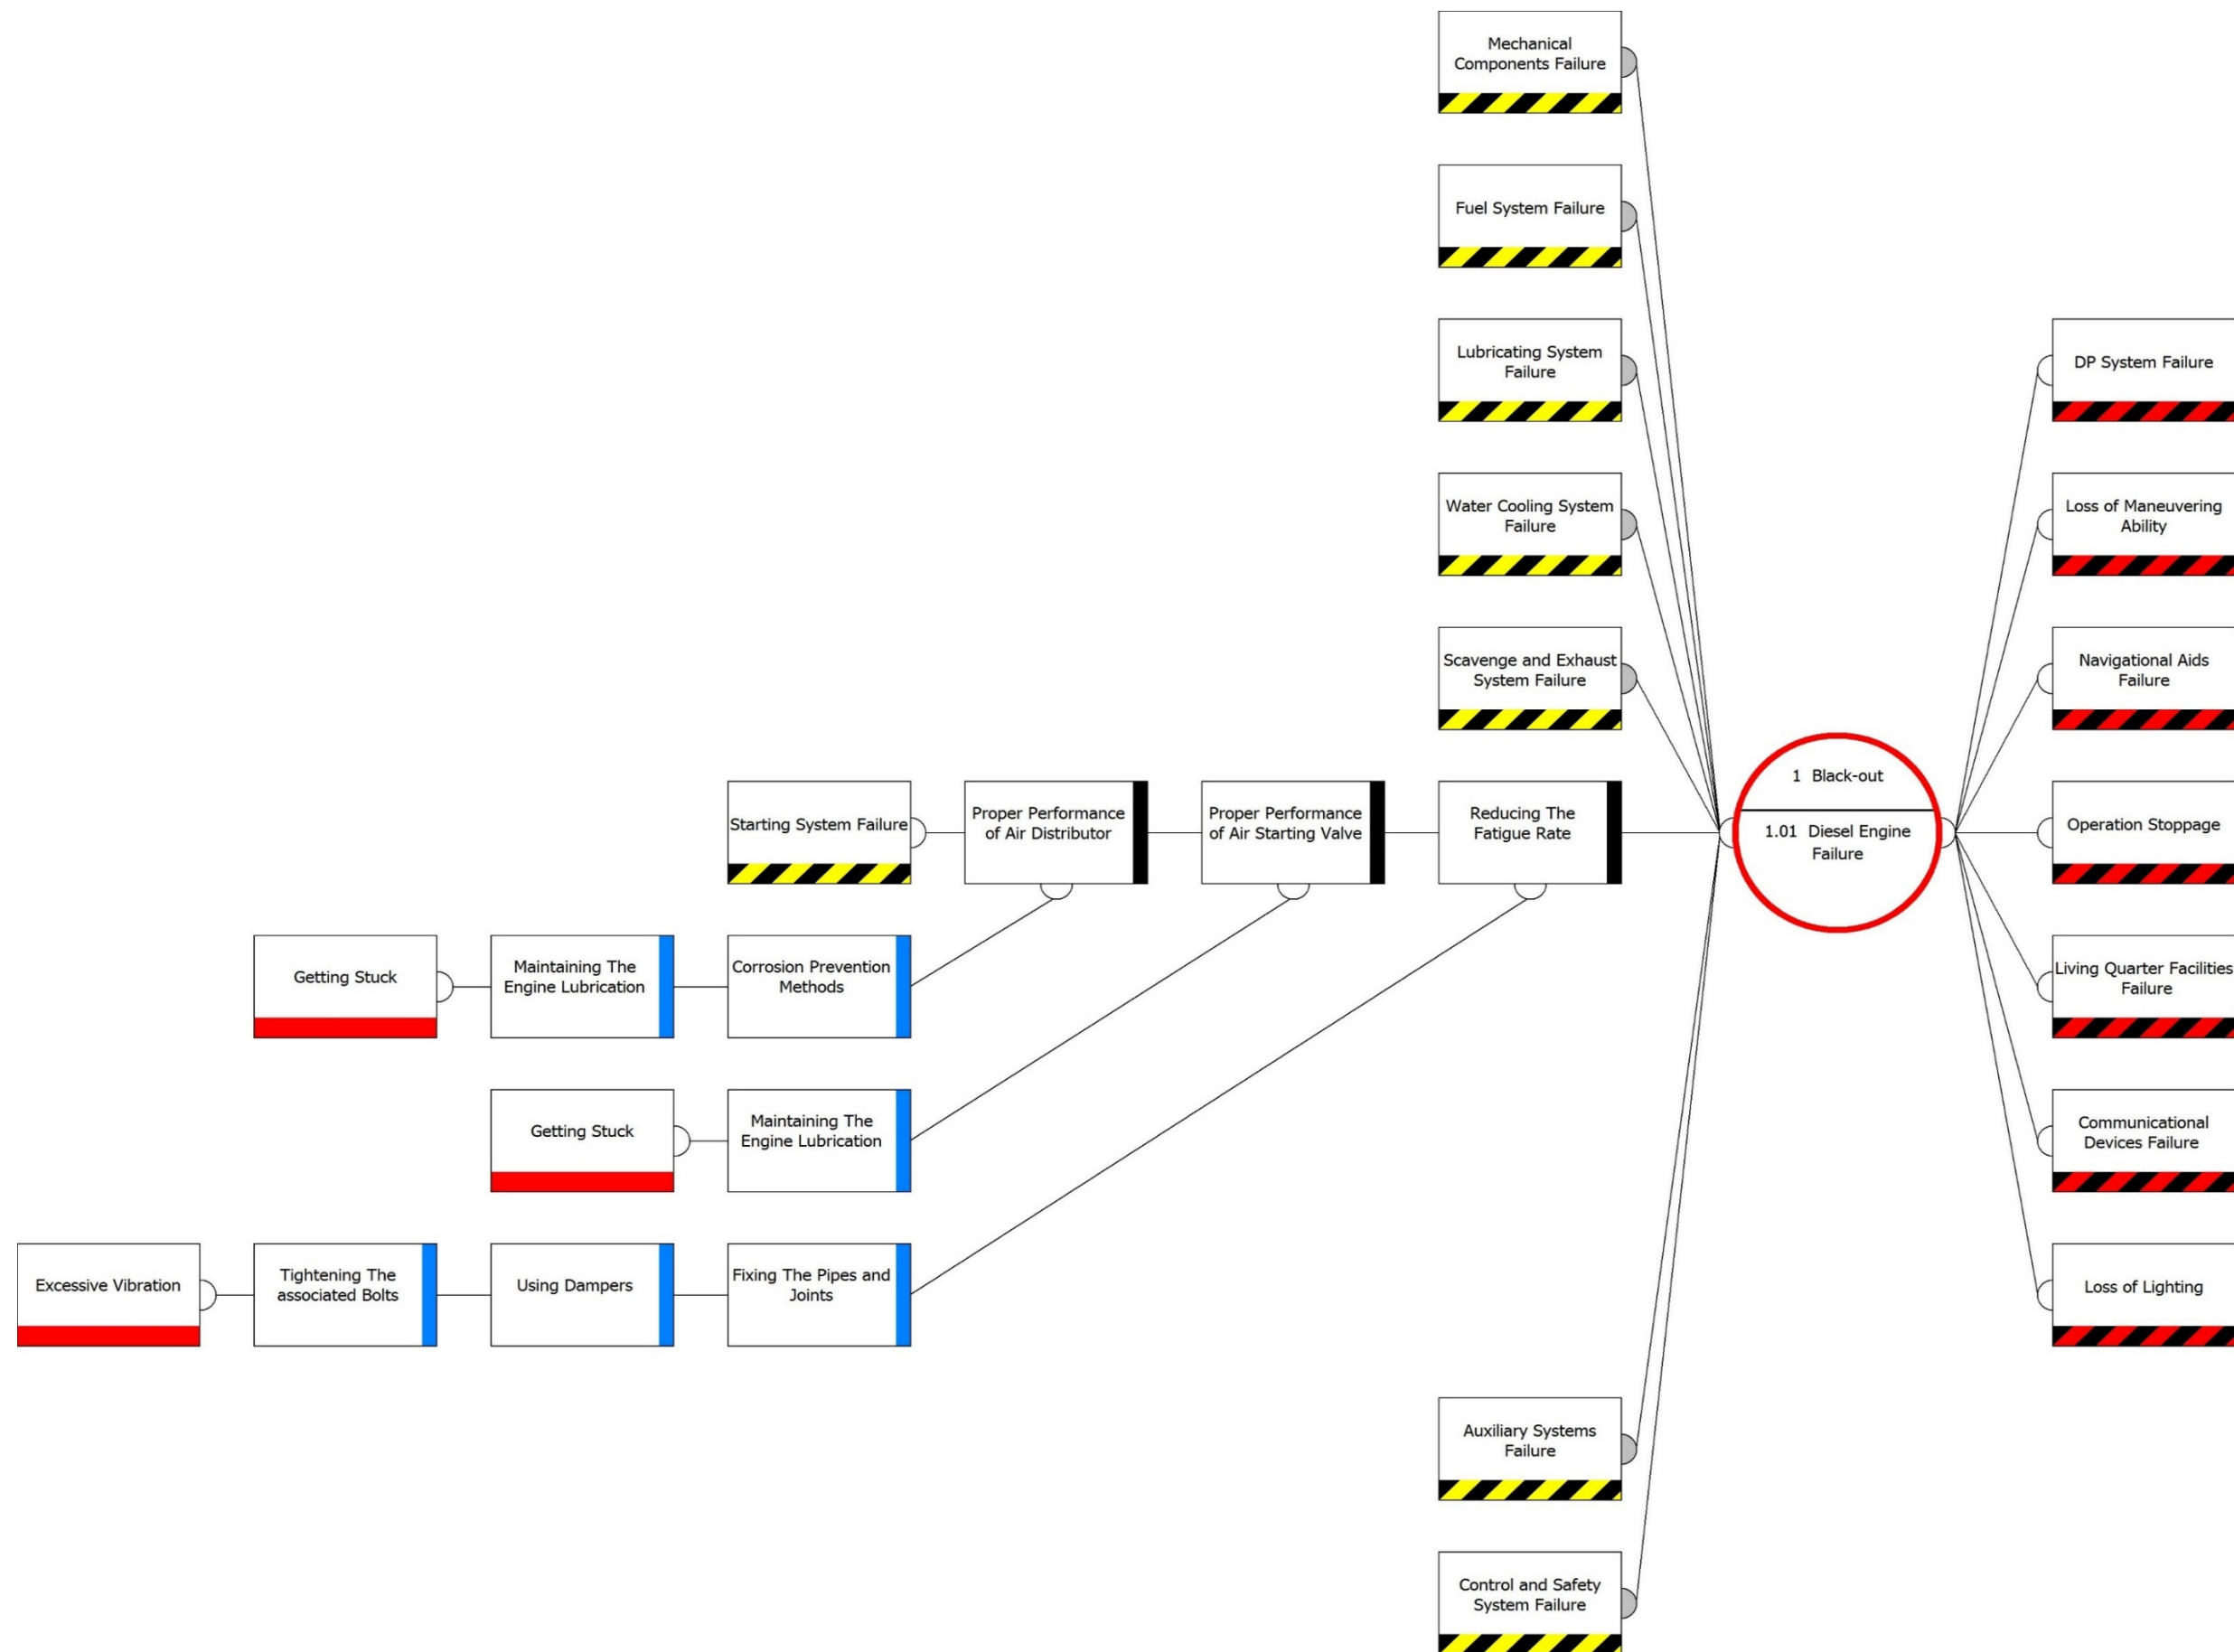 Mechanical
Components Failure
Fuel System Failure
Lubricating System
Failure
DP System Failure
Water Cooling System
Failure
Loss of Maneuvering
Ability
Scavenge and Exhaust
System Failure
Navigational Aids
Failure
Starting System Failure
Proper Performance
of Air Distributor
Proper Performance
of Air Starting Valve
Reducing The
Fatigue Rate
1 Black-out
1.01 Diesel Engine
Failure
Operation Stoppage
Getting Stuck
Maintaining The
Engine Lubrication
Corrosion Prevention
Methods
Living Quarter Facilities
Failure
Getting Stuck
Maintaining The
Engine Lubrication
Communicational
Devices Failure
Excessive Vibration
Tightening The
associated Bolts
Using Dampers
Fixing The Pipes and
Joints
Loss of Lighting
Auxiliary Systems
Failure
Control and Safety
System Failure